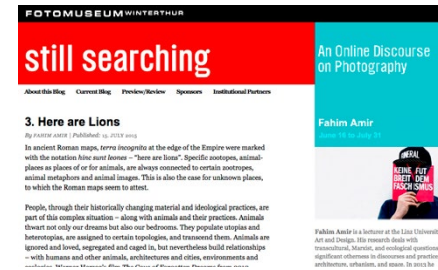 FOTOMUSEUM WINTERTHUR
still searching
An Online Discourse
on Photography
About this Blog Current Blog Preview/Review Sponsors Institutional Partners
3. Here are Lions
By FAHIM AMIR | Published: 15. JULY 2015
In ancient Roman maps, terra incognita at the edge of the Empire were marked
with the notation hinc sunt leones – "here are lions". Specific zootopes, animal-
places as places of or for animals, are always connected to certain zootropes,
animal metaphors and animal images. This is also the case for unknown places,
to which the Roman maps seem to attest.
People, through their historically changing material and ideological practices, are
part of this complex situation – along with animals and their practices. Animals
thwart not only our dreams but also our bedrooms. They populate utopias and
heterotopias, are assigned to certain topologies, and transcend them. Animals are
ignored and loved, segregated and caged in, but nevertheless build relationships
– with humans and other animals, architectures and cities, environments and
Fahim Amir
June 16 to July 31
KEINE FUT
BREIT DEM
FASCHISMUS
Fahim Amir is a lecturer at the Linz Universit
Art and Design. His research deals with
transcultural, Marxist, and ecological questions
significant otherness in discourses and practices
architecture, urbanism, and space. In 2013 he